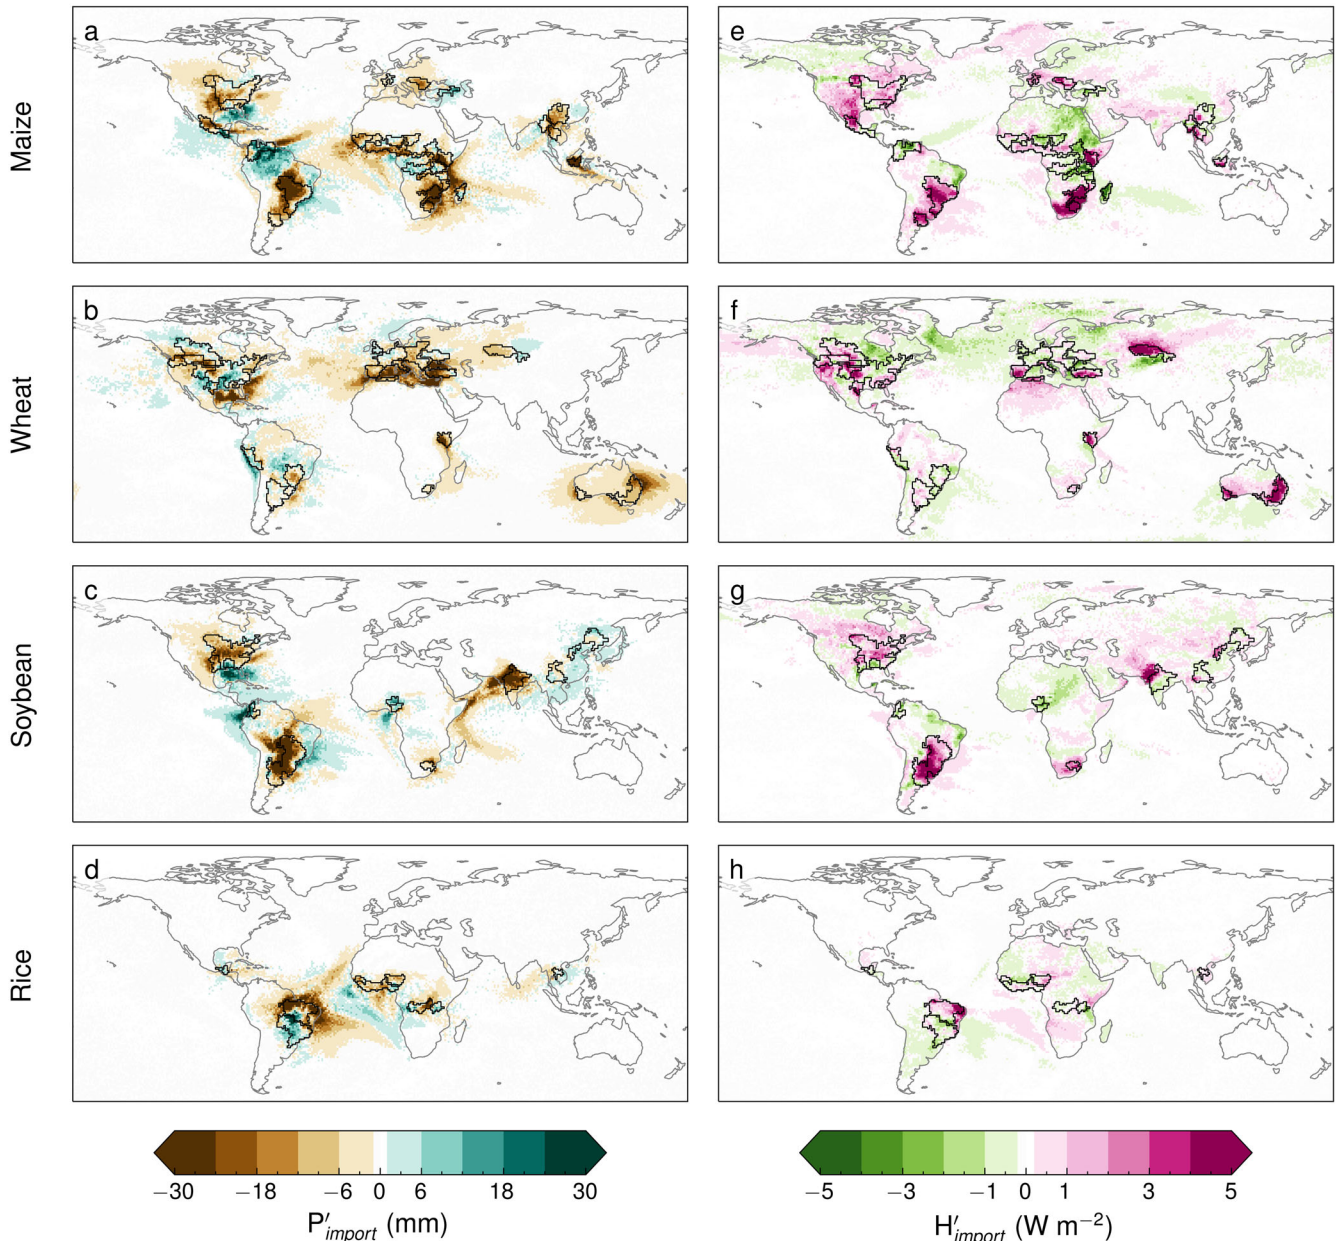 a
e
Maize
b
f
Wheat
c
g
Soybean
d
h
Rice
−30 −18 −6 0 6 18 30
P′import (mm)
−5 −3 −1 0 1 3 5
H′import (W m−2)